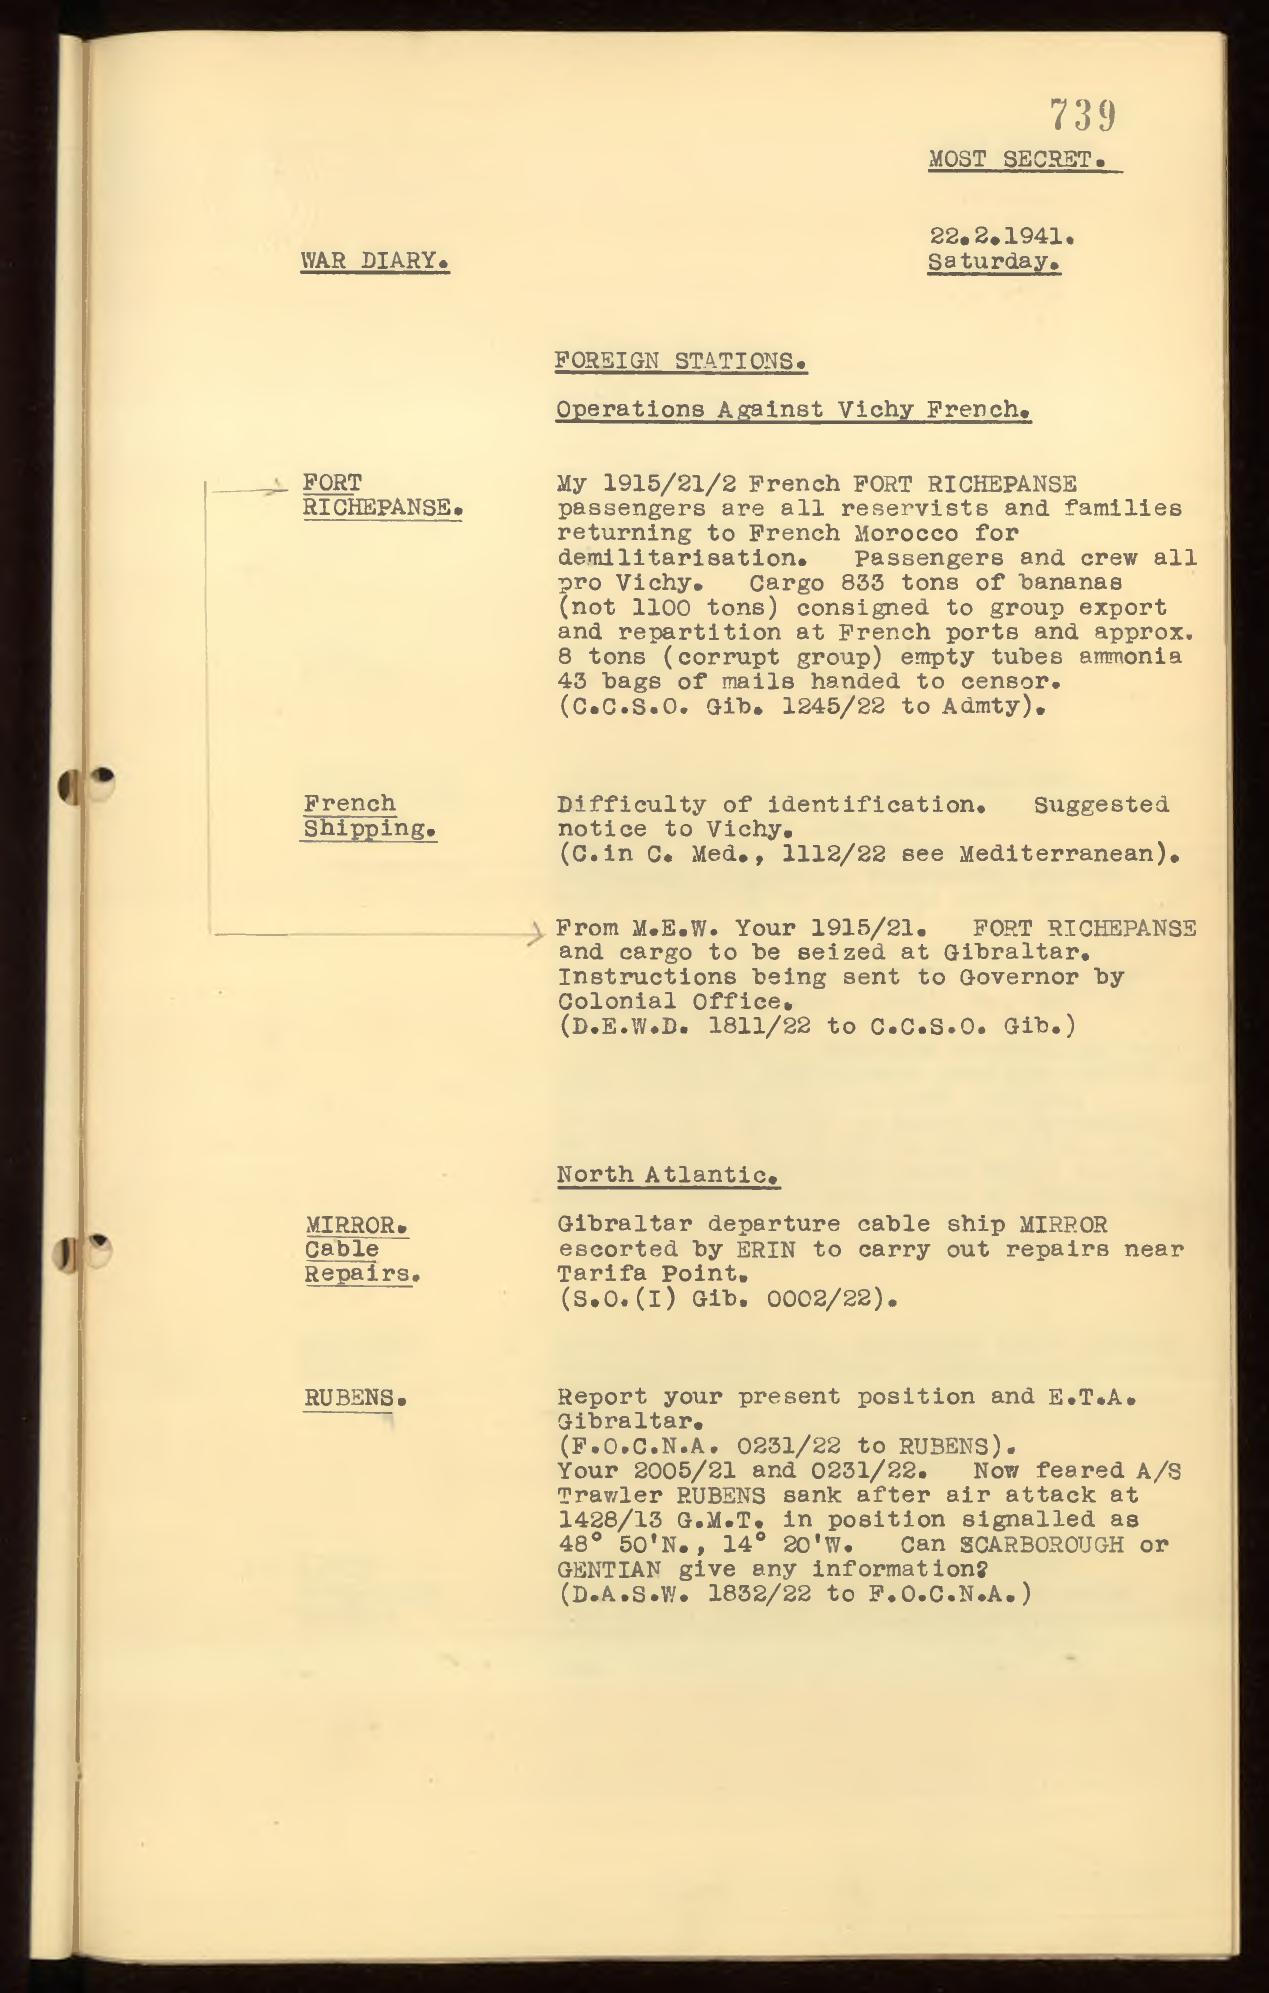 739
MOST SECRET.
22.2.1941.
WAR DIARY.
Saturday.
FOREIGN STATIONS.
Operations Against Vichy French.
FORT
RICHEPANSE.
My 1915/21/2 French FORT RICHEPANSE
passengers are all reservists and families
returning to French Morocco for
demilitarisation. Passengers and crew all
pro Vichy. Cargo 833 tons of bananas
(not 1100 tons) consigned to group export
and repartition at French ports and approx.
8 tons (corrupt group) empty tubes ammonia
43 bags of mails handed to censor.
(C.C.S.O. Gib. 1245/22 to Admty).
French
Shipping.
Difficulty of identification. Suggested
notice to Vichy.
(C.in C. Med., 1112/22 see Mediterranean).
From M.E.W. Your 1915/21. FORT RICHEPANSE
and cargo to be seized at Gibraltar.
Instructions being sent to Governor by
Colonial Office.
(D.E.W.D. 1811/22 to C.C.S.O. Gib.)
North Atlantic.
MIRROR.
Cable
Repairs.
Gibraltar departure cable ship MIRROR
escorted by ERIN to carry out repairs near
Tarifa Point.
(S.O.(I) Gib. 0002/22).
RUBENS.
Report your present position and E.T.A.
Gibraltar.
(F.O.C.N.A. 0231/22 to RUBENS).
Your 2005/21 and 0231/22. Now feared A/S
Trawler RUBENS sank after air attack at
1428/13 G.M.T. in position signalled as
48° 50'N., 14° 20'W. Can SCARBOROUGH or
GENTIAN give any information?
(D.A.S.W. 1832/22 to F.O.C.N.A.)